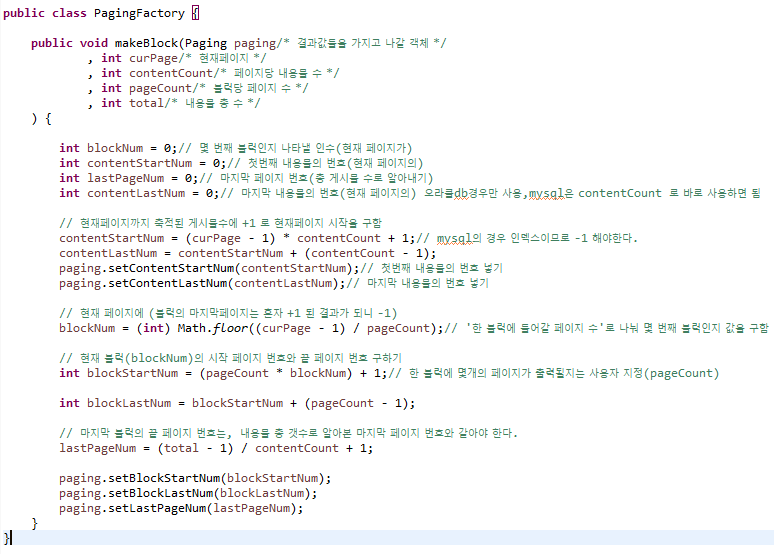 public class PagingFactory {
public void makeBlock(Paging paging/* 결과값들을 가지고 나갈 객체 */
, int curPage/* 현재페이지 */
, int contentCount/* 페이지당 내용물 수 */
, int pageCount/* 블럭당 페이지 수 */
, int total/* 내용물 총 수 */
) {
int blockNum = 0;// 몇 번째 블럭인지 나타낼 인수(현재 페이지가)
int contentStartNum = 0;// 첫번째 내용물의 번호(현재 페이지의)
int lastPageNum = 0;// 마지막 페이지 번호(총 게시물 수로 알아내기)
int contentLastNum = 0;// 마지막 내용물의 번호(현재 페이지의) 오라클db경우만 사용,mysql은 contentCount 로 바로 사용하면 됨
// 현재페이지까지 축적된 게시물수에 +1 로 현재페이지 시작을 구함
contentStartNum = (curPage - 1) * contentCount + 1;// mysql의 경우 인덱스이므로 -1 해야한다.
contentLastNum = contentStartNum + (contentCount - 1);
paging.setContentStartNum(contentStartNum);// 첫번째 내용물의 번호 넣기
paging.setContentLastNum(contentLastNum);// 마지막 내용물의 번호 넣기
// 현재 페이지에 (블럭의 마지막페이지는 혼자 +1 된 결과가 되니 -1)
blockNum = (int) Math.floor((curPage - 1) / pageCount);// '한 블럭에 들어갈 페이지 수'로 나눠 몇 번째 블럭인지 값을 구함
// 현재 블럭(blockNum)의 시작 페이지 번호와 끝 페이지 번호 구하기
int blockStartNum = (pageCount * blockNum) + 1;// 한 블럭에 몇개의 페이지가 출력될지는 사용자 지정(pageCount)
int blockLastNum = blockStartNum + (pageCount - 1);
// 마지막 블럭의 끝 페이지 번호는, 내용물 총 갯수로 알아본 마지막 페이지 번호와 같아야 한다.
lastPageNum = (total - 1) / contentCount + 1;
paging.setBlockStartNum(blockStartNum);
paging.setBlockLastNum(blockLastNum);
paging.setLastPageNum(lastPageNum);
}
}